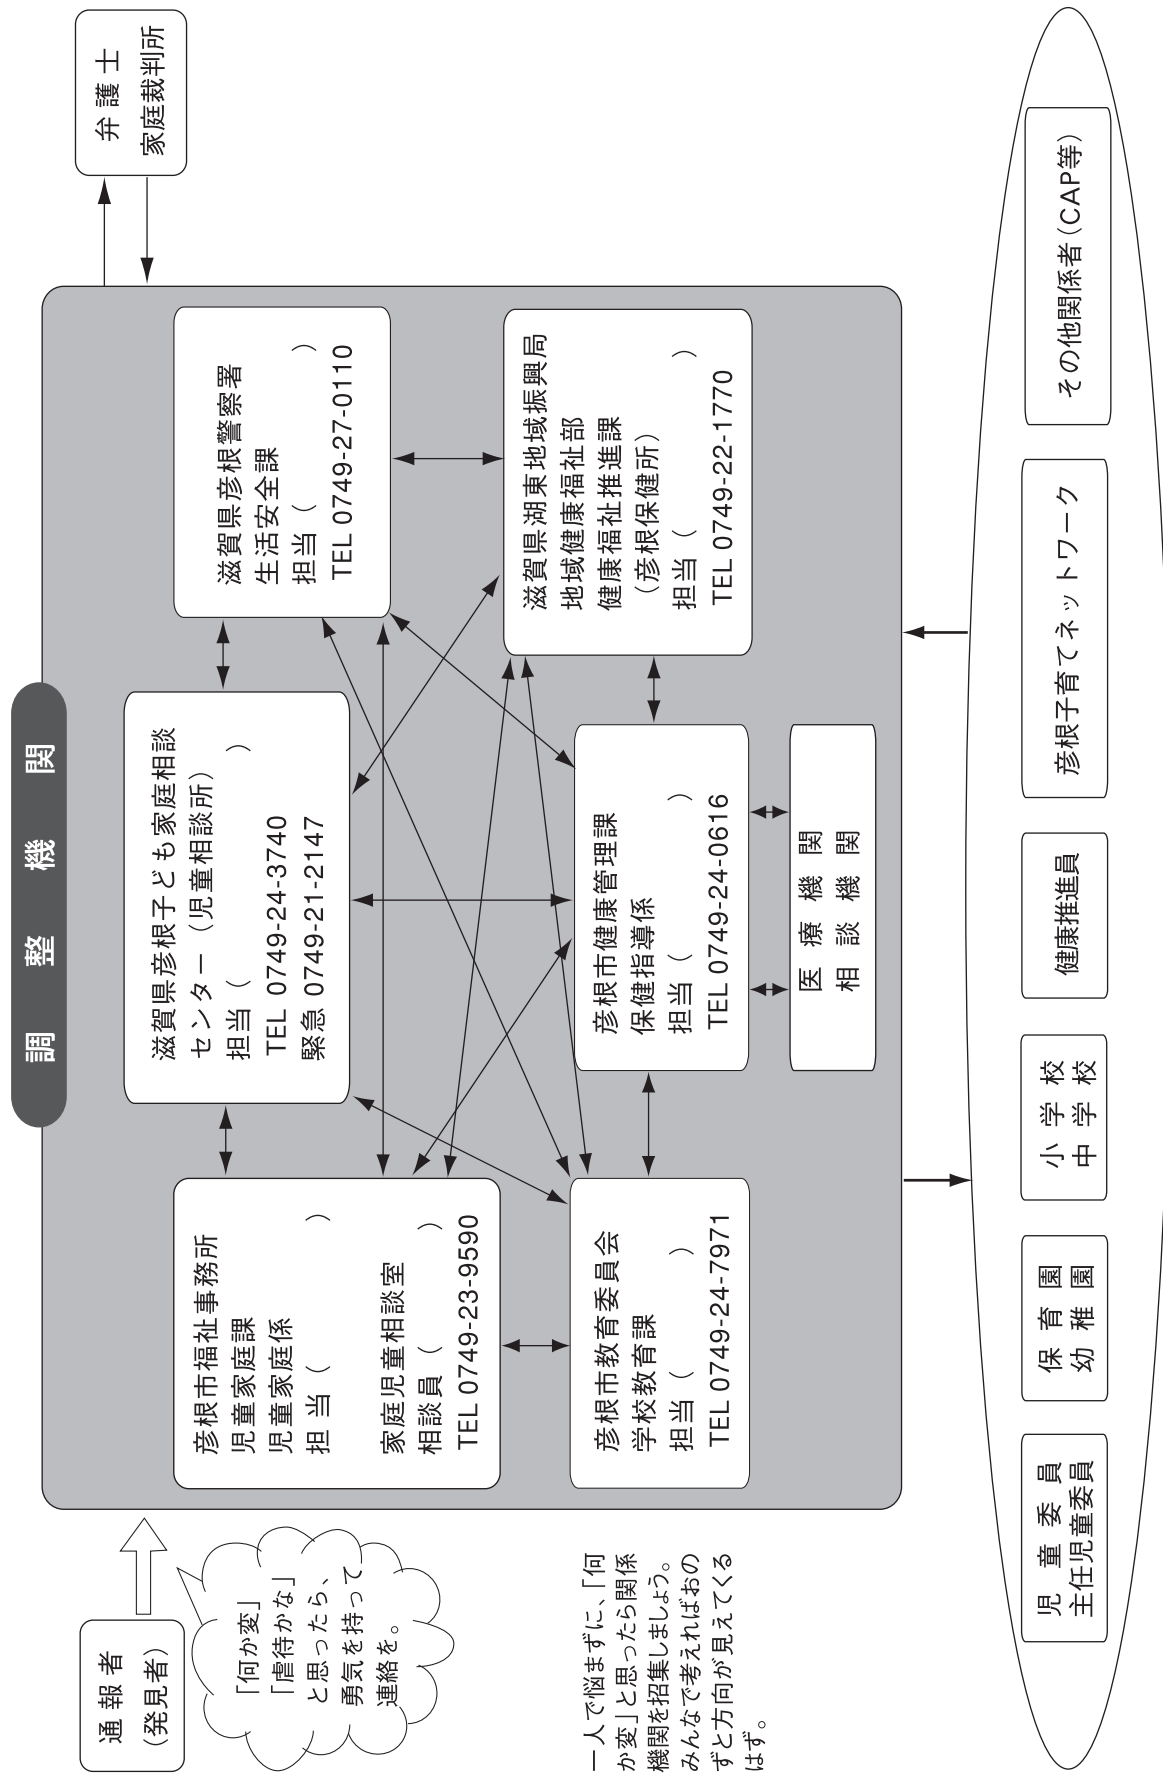 調整機関
通報者
(発見者)
「何か変」
「虐待かな」
と思ったら、
勇気を持って
連絡を。
一人で悩まずに、「何
か変」と思ったら関係
機関を招集しましょう。
みんなで考えればおの
ずと方向が見えてくる
はず。
彦根市福祉事務所
児童家庭課
児童家庭係
担当（　　　　　）
家庭児童相談室
相談員（　　　　　）
TEL 0749-23-9590
滋賀県彦根子ども家庭相談
センター（児童相談所）
担当（　　　　　）
TEL 0749-24-3740
緊急 0749-21-2147
滋賀県彦根警察署
生活安全課
担当（　　　　　）
TEL 0749-27-0110
弁護士
家庭裁判所
彦根市教育委員会
学校教育課
担当（　　　　　）
TEL 0749-24-7971
彦根市健康管理課
保健指導係
担当（　　　　　）
TEL 0749-24-0616
滋賀県湖東地域振興局
地域健康福祉部
健康福祉推進課
（彦根保健所）
担当（　　　　　）
TEL 0749-22-1770
医療機関
相談機関
児童委員
主任児童委員
保育園
幼稚園
小学校
中学校
健康推進員
彦根子育てネットワーク
その他関係者（CAP等）